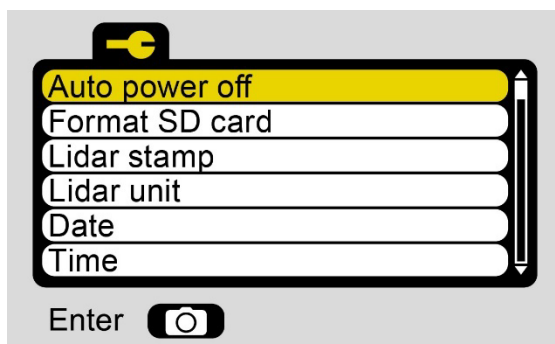 Auto power off
Format SD card
Lidar stamp
Lidar unit
Date
Time
Enter